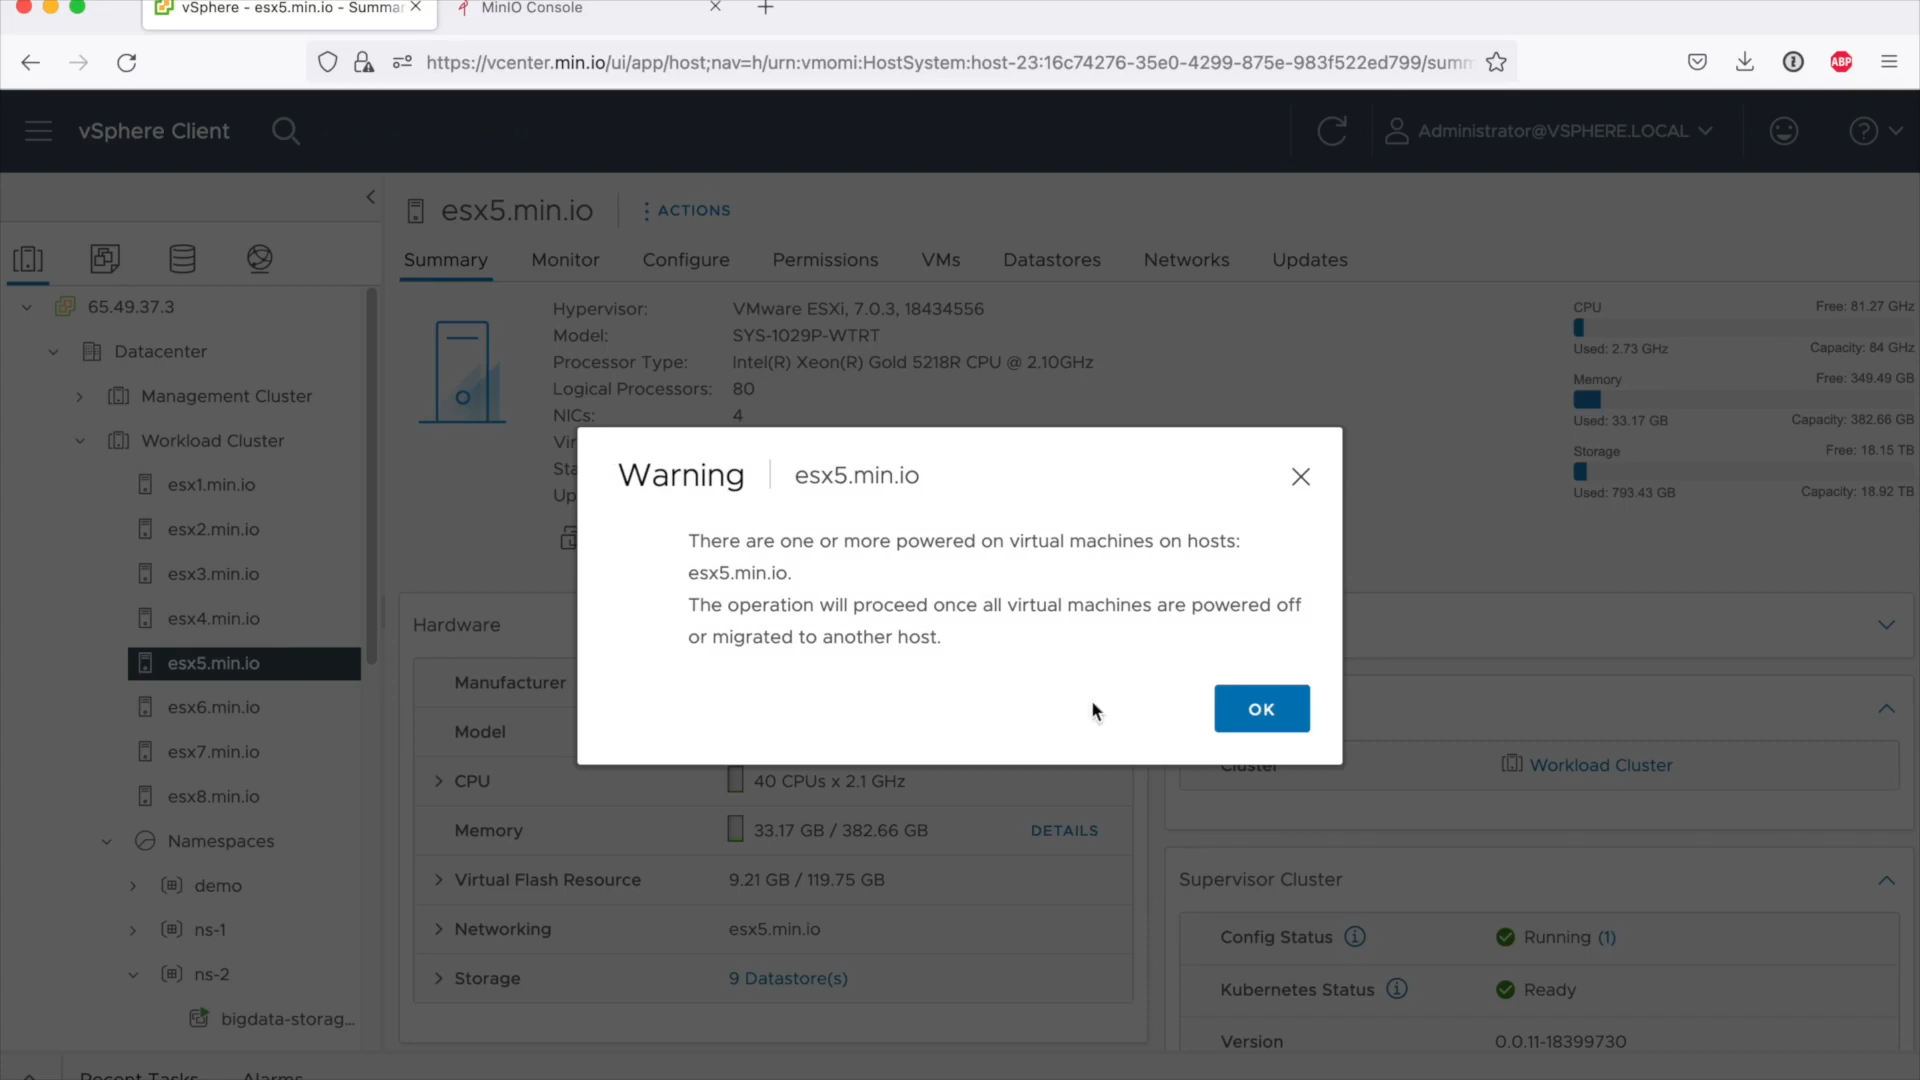 vSphere - esx5.min.io - Summar
MinIO Console
https://vcenter.min.io/ui/app/host;nav=h/urn:vmomi:HostSystem:host-23:16c74276-35e0-4299-875e-983f522ed799/summ
ABP
vSphere Client
Administrator@VSPHERE.LOCAL
esx5.min.io
ACTIONS
Summary
Monitor
Configure
Permissions
VMs
Datastores
Networks
Updates
65.49.37.3
Datacenter
Management Cluster
Workload Cluster
esx1.min.io
esx2.min.io
esx3.min.io
esx4.min.io
esx5.min.io
esx6.min.io
esx7.min.io
esx8.min.io
Namespaces
demo
ns-1
ns-2
bigdata-storag...
Hypervisor: VMware ESXi, 7.0.3, 18434556
Model: SYS-1029P-WTRT
Processor Type: Intel(R) Xeon(R) Gold 5218R CPU @ 2.10GHz
Logical Processors: 80
NICs: 4
Vir
Sta
Up
CPU Free: 81.27 GHz
Used: 2.73 GHz Capacity: 84 GHz
Memory Free: 349.49 GB
Used: 33.17 GB Capacity: 382.66 GB
Storage Free: 18.15 TB
Used: 793.43 GB Capacity: 18.92 TB
Warning esx5.min.io
There are one or more powered on virtual machines on hosts:
esx5.min.io.
The operation will proceed once all virtual machines are powered off
or migrated to another host.
OK
Hardware
Manufacturer
Model
CPU 40 CPUs x 2.1 GHz
Memory 33.17 GB / 382.66 GB DETAILS
Virtual Flash Resource 9.21 GB / 119.75 GB
Networking esx5.min.io
Storage 9 Datastore(s)
Cluster Workload Cluster
Supervisor Cluster
Config Status Running (1)
Kubernetes Status Ready
Version 0.0.11-18399730
Recent Tasks Alarms